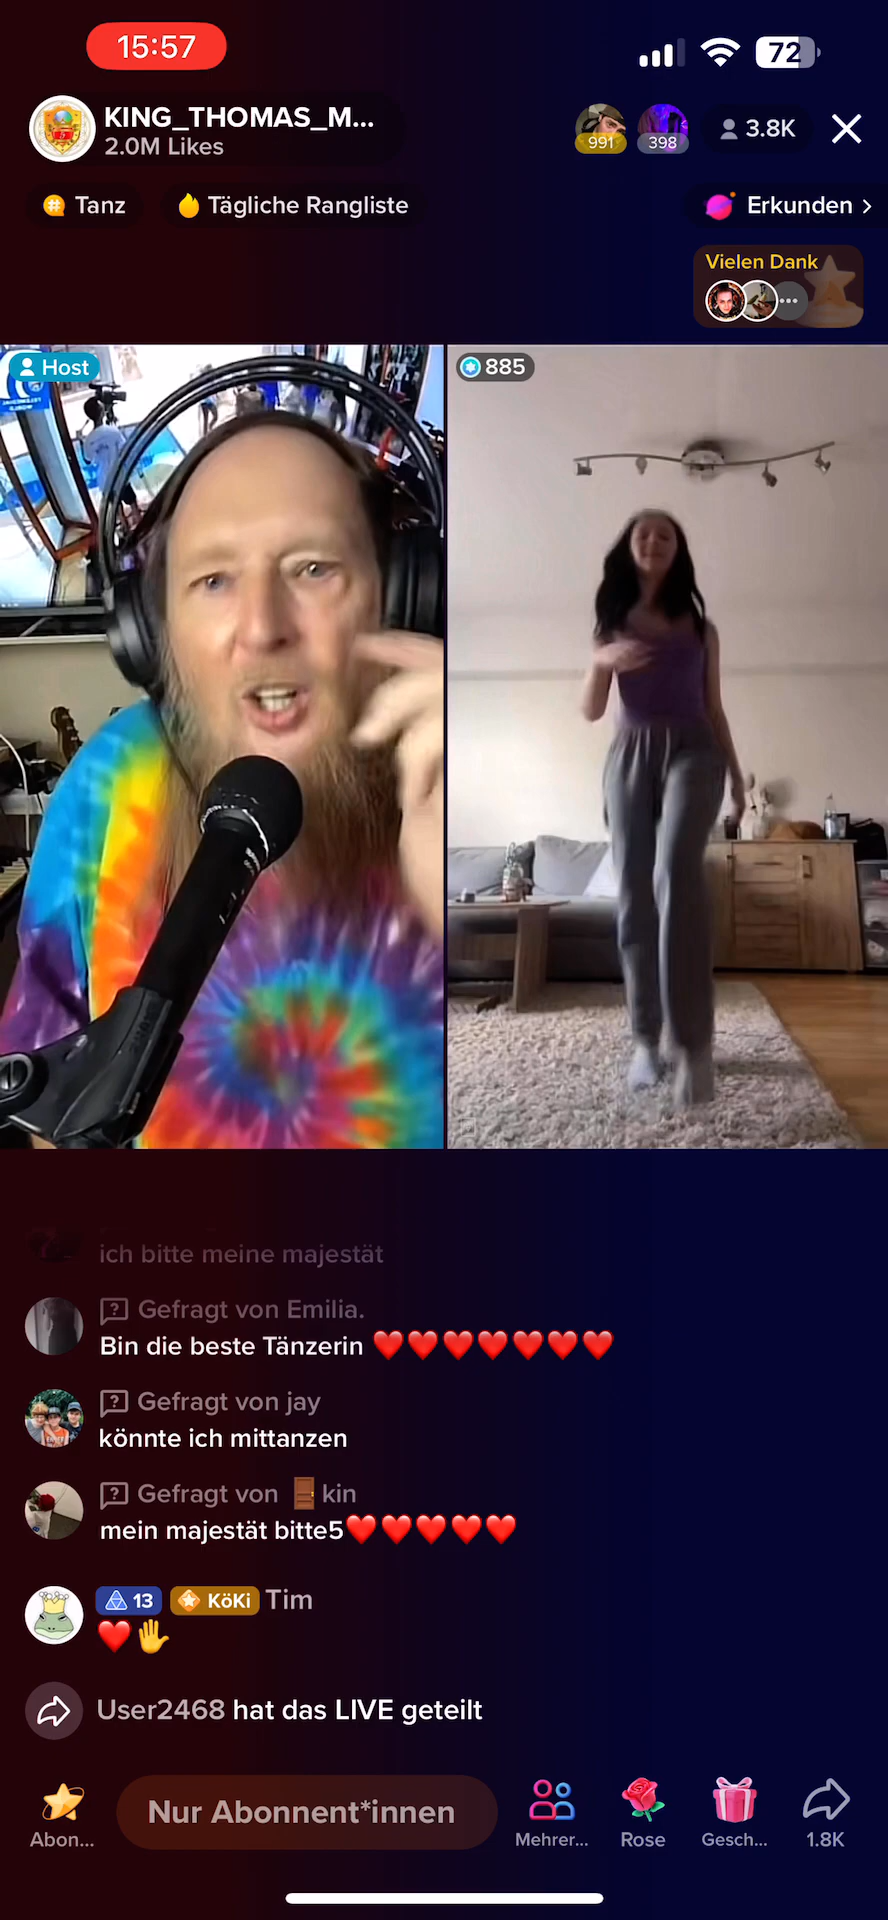 15:57
72
KING_THOMAS_M...
2.0M Likes
991
398
3.8K
Tanz
Tägliche Rangliste
Erkunden >
Vielen Dank
Host
885
ich bitte meine majestät
Gefragt von Emilia.
Bin die beste Tänzerin ❤️❤️❤️❤️❤️❤️❤️
Gefragt von jay
könnte ich mittanzen
Gefragt von 🚪kin
mein majestät bitte5❤️❤️❤️❤️❤️
13 KöKi Tim
❤️🤚
User2468 hat das LIVE geteilt
Nur Abonnent*innen
Abon...
Mehrer...
Rose
Gesch...
1.8K